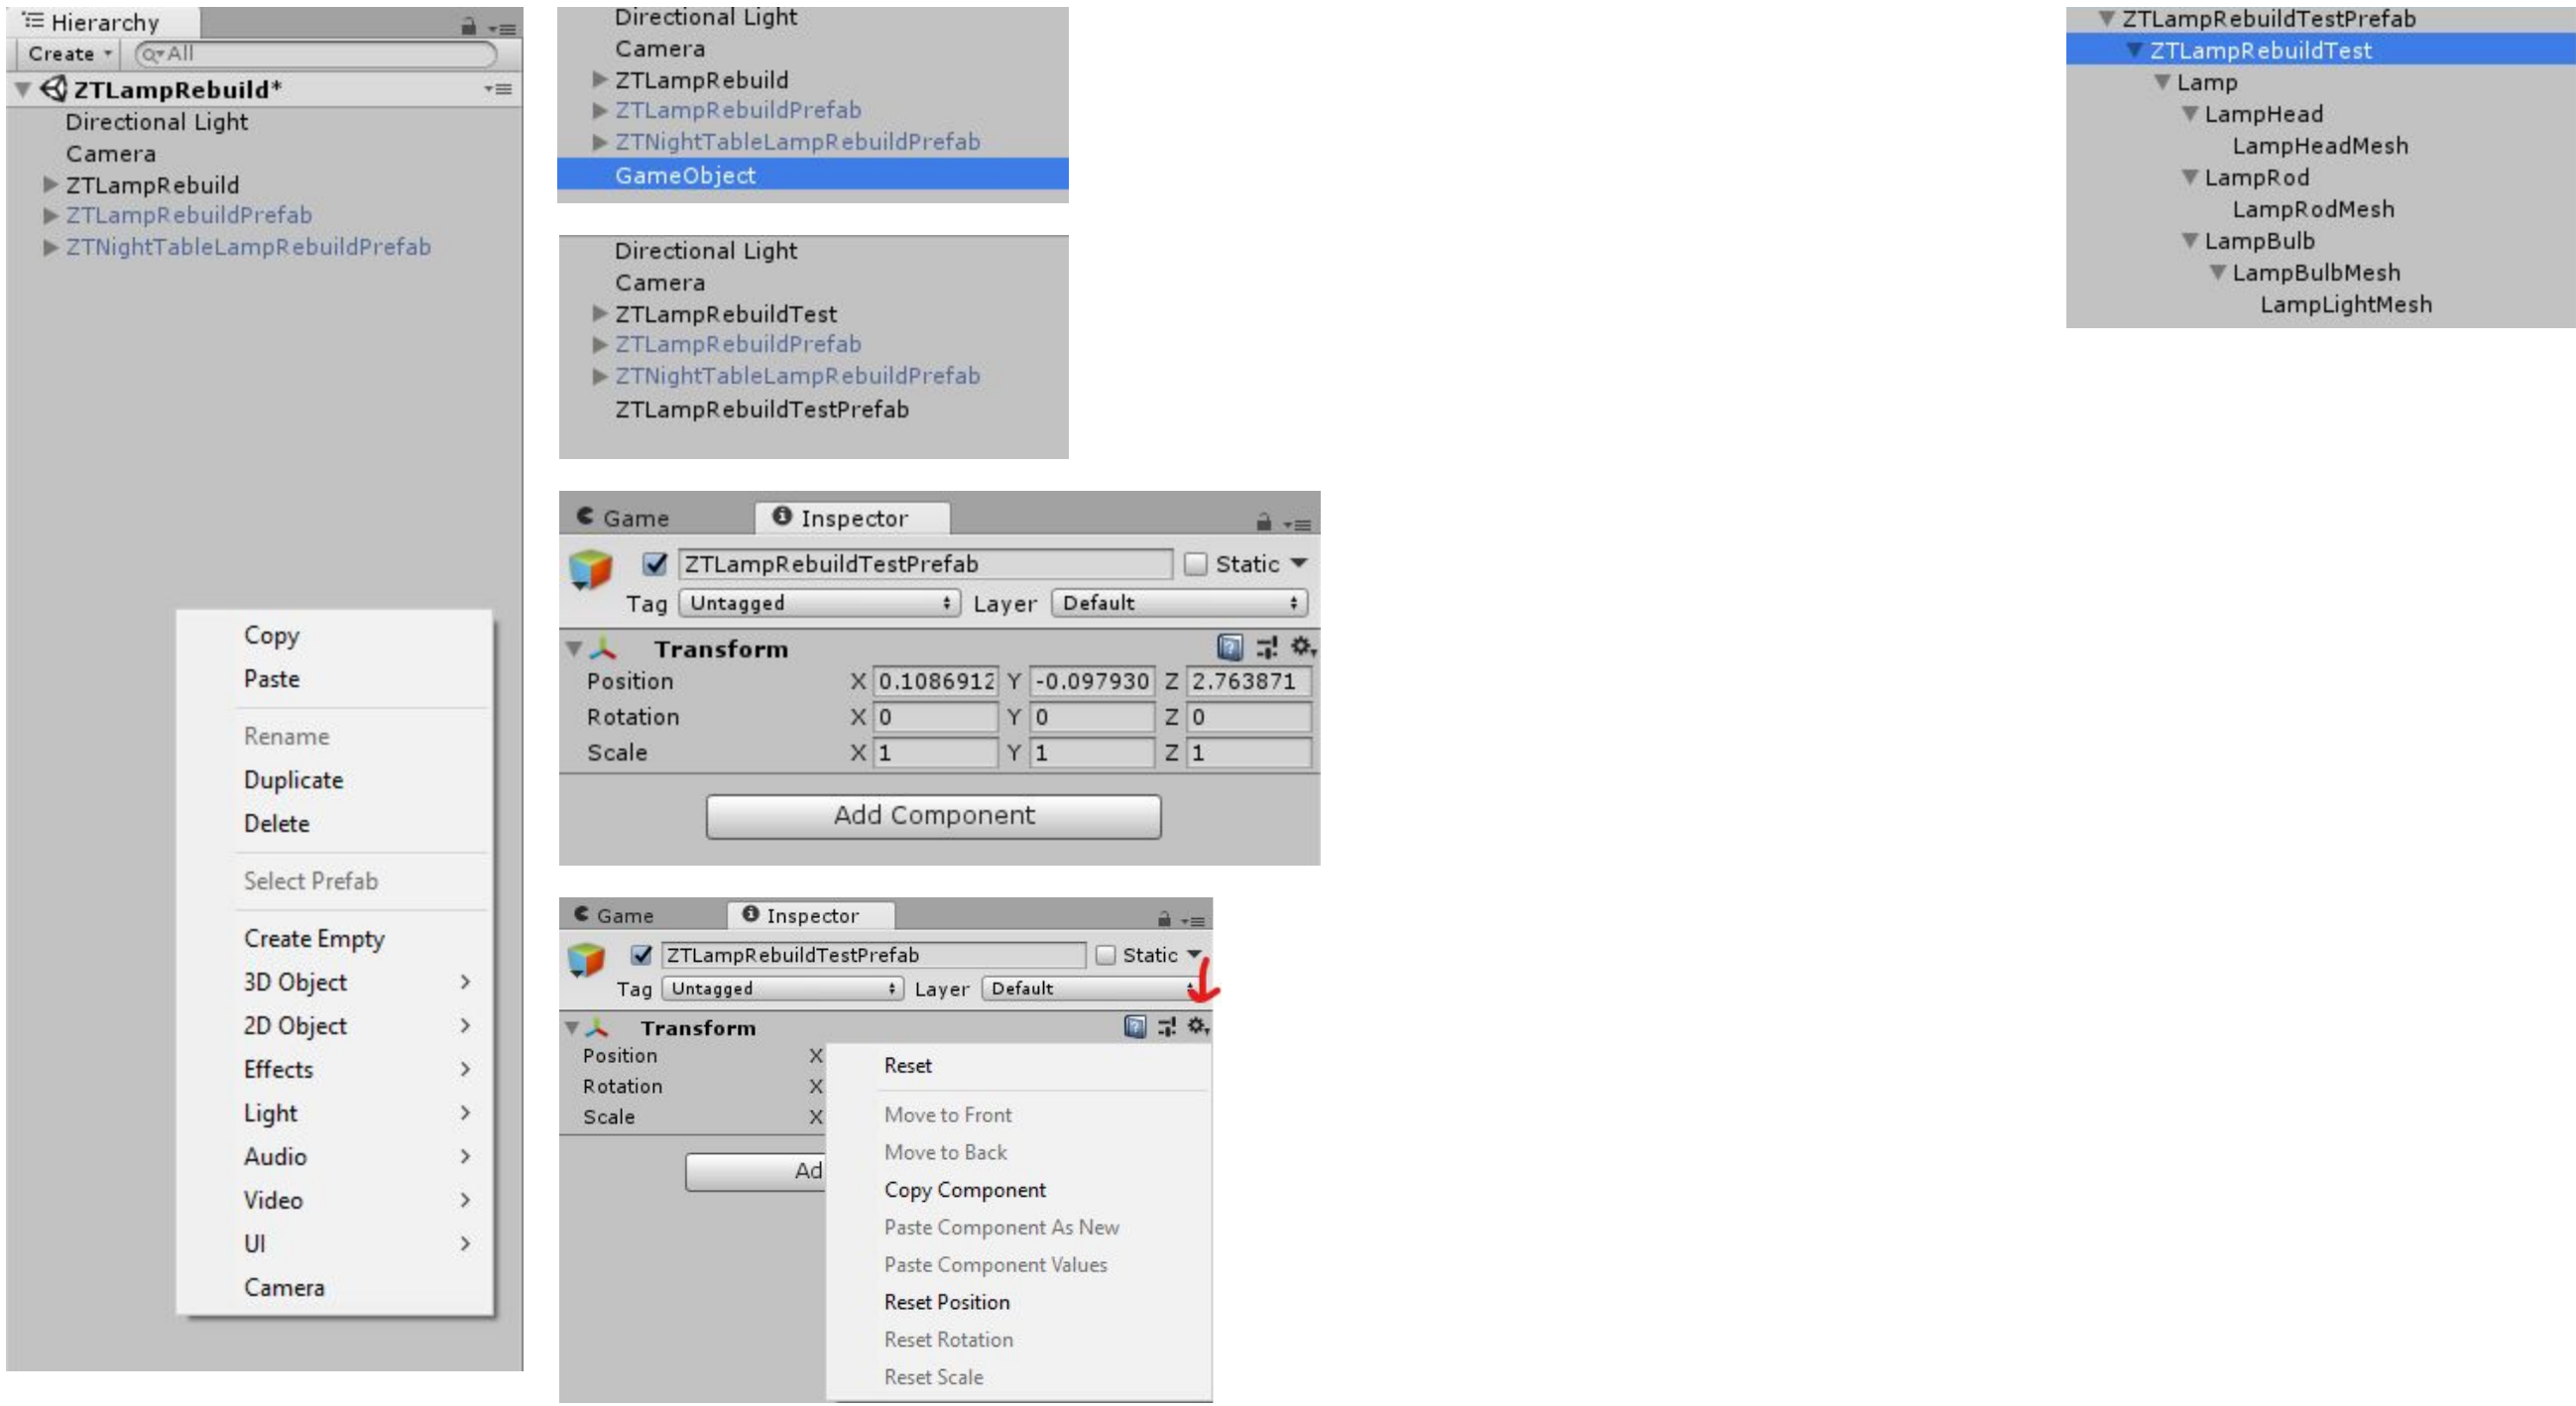 Hierarchy
Create All
ZTLampRebuild*
Directional Light
Camera
ZTLampRebuild
ZTLampRebuildPrefab
ZTNightTableLampRebuildPrefab
Copy
Paste
Rename
Duplicate
Delete
Select Prefab
Create Empty
3D Object
2D Object
Effects
Light
Audio
Video
UI
Camera
Directional Light
Camera
ZTLampRebuild
ZTLampRebuildPrefab
ZTNightTableLampRebuildPrefab
GameObject
Directional Light
Camera
ZTLampRebuildTest
ZTLampRebuildPrefab
ZTNightTableLampRebuildPrefab
ZTLampRebuildTestPrefab
Game Inspector
ZTLampRebuildTestPrefab Static
Tag Untagged Layer Default
Transform
Position X 0.1086912 Y -0.097930 Z 2.763871
Rotation X 0 Y 0 Z 0
Scale X 1 Y 1 Z 1
Add Component
Game Inspector
ZTLampRebuildTestPrefab Static
Tag Untagged Layer Default
Transform
Position X
Rotation X
Scale X
Ad
Reset
Move to Front
Move to Back
Copy Component
Paste Component As New
Paste Component Values
Reset Position
Reset Rotation
Reset Scale
ZTLampRebuildTestPrefab
ZTLampRebuildTest
Lamp
LampHead
LampHeadMesh
LampRod
LampRodMesh
LampBulb
LampBulbMesh
LampLightMesh